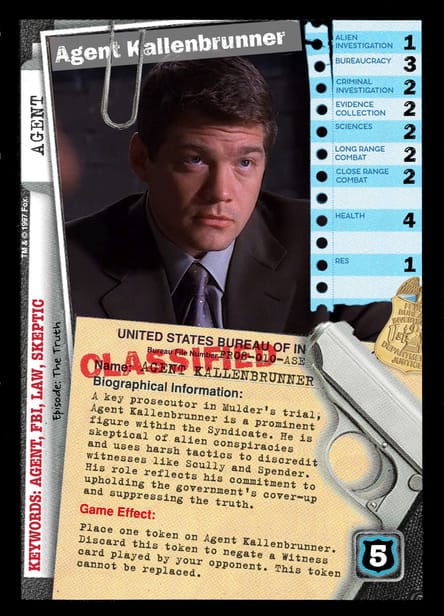 Agent Kallenbrunner
ALIEN INVESTIGATION 1
BUREAUCRACY 3
CRIMINAL INVESTIGATION 2
EVIDENCE COLLECTION 2
SCIENCES 2
LONG RANGE COMBAT 2
CLOSE RANGE COMBAT 2
HEALTH 4
RES 1
AGENT
TM & © 1997 Fox.
KEYWORDS: AGENT, FBI, LAW, SKEPTIC
Episode: The Truth
UNITED STATES BUREAU OF IN
Bureau File Number PR08-010-ASE
CLASSIFIED
Name: AGENT KALLENBRUNNER
Biographical Information:
A key prosecutor in Mulder's trial,
Agent Kallenbrunner is a prominent
figure within the Syndicate. He is
skeptical of alien conspiracies
and uses harsh tactics to discredit
witnesses like Scully and Spender.
His role reflects his commitment to
upholding the government's cover-up
and suppressing the truth.
Game Effect:
Place one token on Agent Kallenbrunner.
Discard this token to negate a Witness
card played by your opponent. This token
cannot be replaced.
5